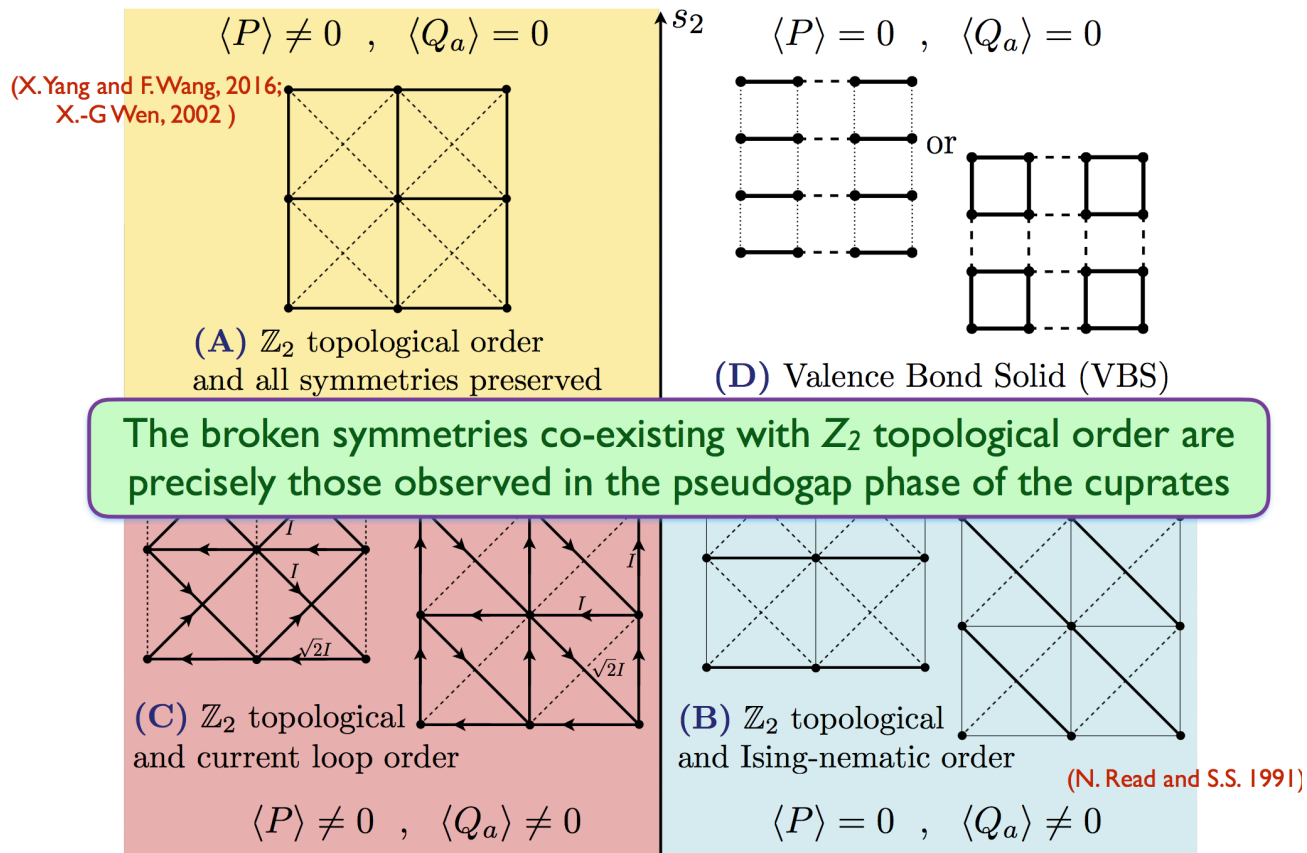 ⟨P⟩ ≠ 0 , ⟨Q_a⟩ = 0
s_2
⟨P⟩ = 0 , ⟨Q_a⟩ = 0
(X. Yang and F. Wang, 2016;
X.-G Wen, 2002 )
or
(A) ℤ_2 topological order
and all symmetries preserved
(D) Valence Bond Solid (VBS)
The broken symmetries co-existing with Z_2 topological order are
precisely those observed in the pseudogap phase of the cuprates
I
I
I
I
√2I
√2I
(C) ℤ_2 topological
and current loop order
(B) ℤ_2 topological
and Ising-nematic order
(N. Read and S.S. 1991)
⟨P⟩ ≠ 0 , ⟨Q_a⟩ ≠ 0
⟨P⟩ = 0 , ⟨Q_a⟩ ≠ 0